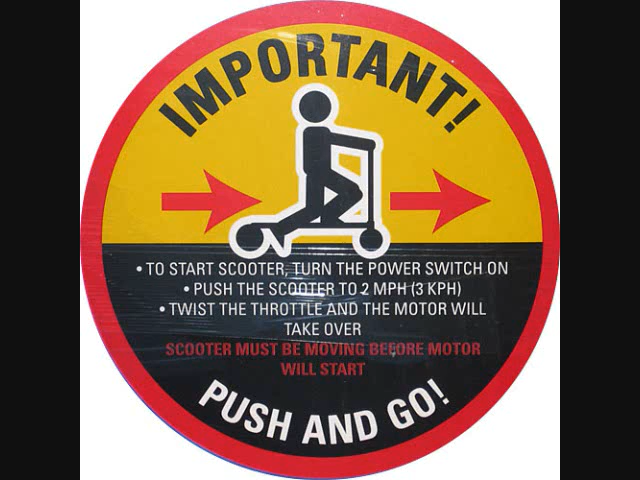 IMPORTANT!
• TO START SCOOTER, TURN THE POWER SWITCH ON
• PUSH THE SCOOTER TO 2 MPH (3 KPH)
• TWIST THE THROTTLE AND THE MOTOR WILL
TAKE OVER
SCOOTER MUST BE MOVING BEFORE MOTOR
WILL START
PUSH AND GO!